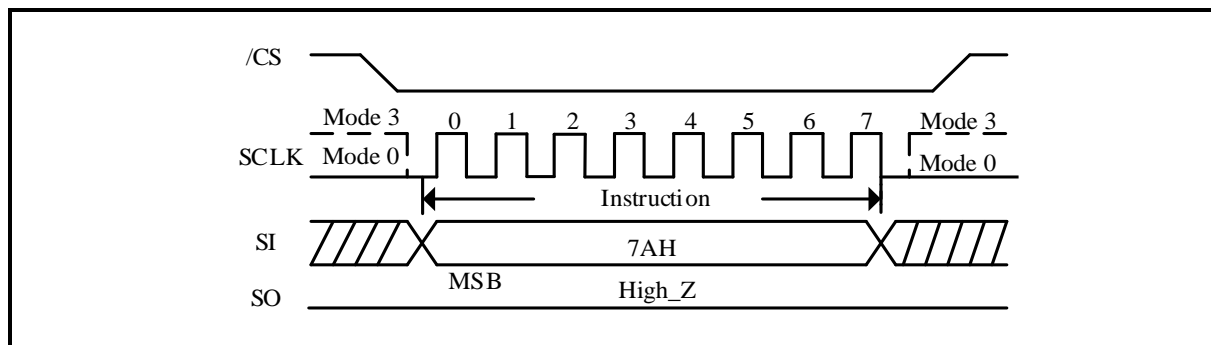 /CS
Mode 3 0 1 2 3 4 5 6 7 Mode 3
SCLK Mode 0 Mode 0
Instruction
SI 7AH
MSB High_Z
SO